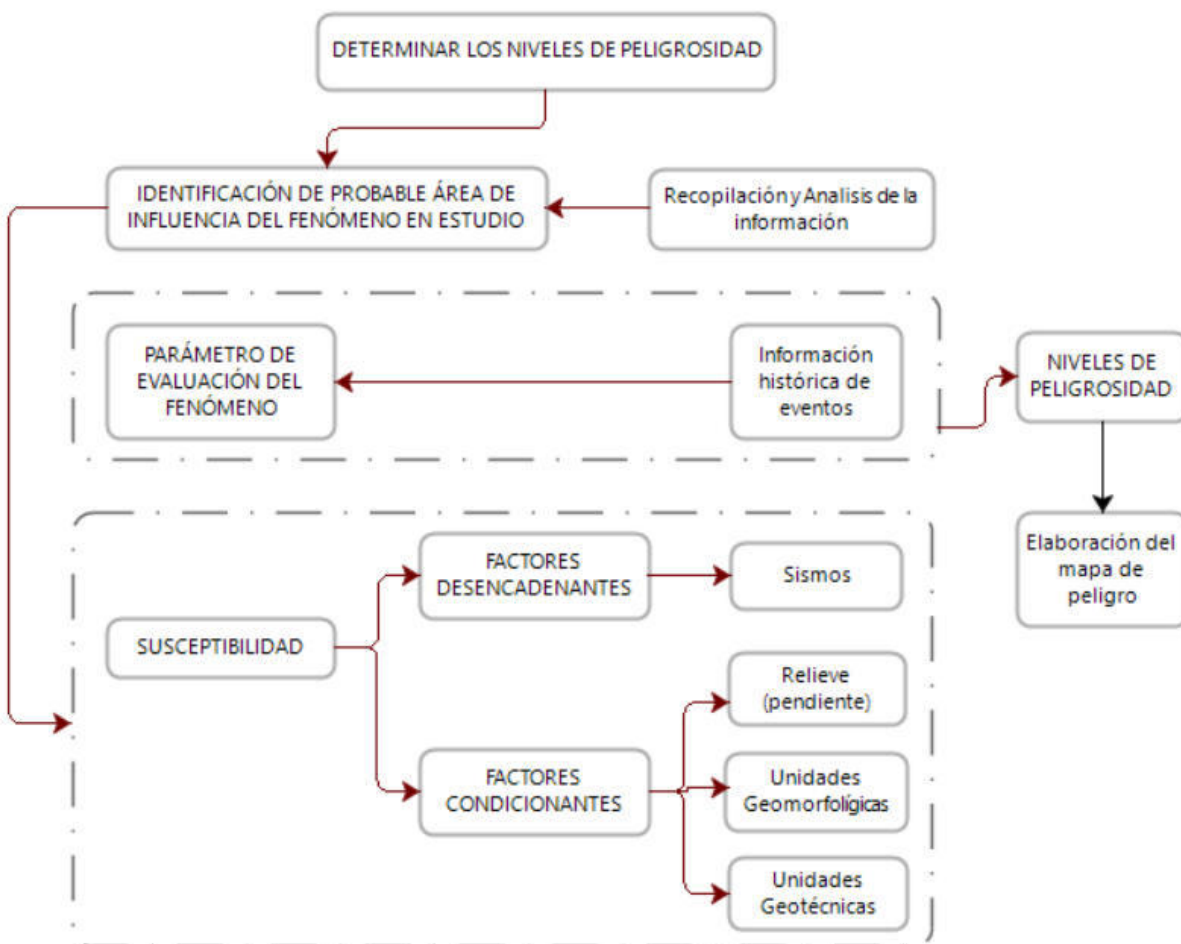 DETERMINAR LOS NIVELES DE PELIGROSIDAD
IDENTIFICACIÓN DE PROBABLE ÁREA DE
INFLUENCIA DEL FENÓMENO EN ESTUDIO
Recopilación y Analisis de la
información
PARÁMETRO DE
EVALUACIÓN DEL
FENÓMENO
Información
histórica de
eventos
NIVELES DE
PELIGROSIDAD
Elaboración del
mapa de
peligro
SUSCEPTIBILIDAD
FACTORES
DESENCADENANTES
Sismos
FACTORES
CONDICIONANTES
Relieve
(pendiente)
Unidades
Geomorfolígicas
Unidades
Geotécnicas